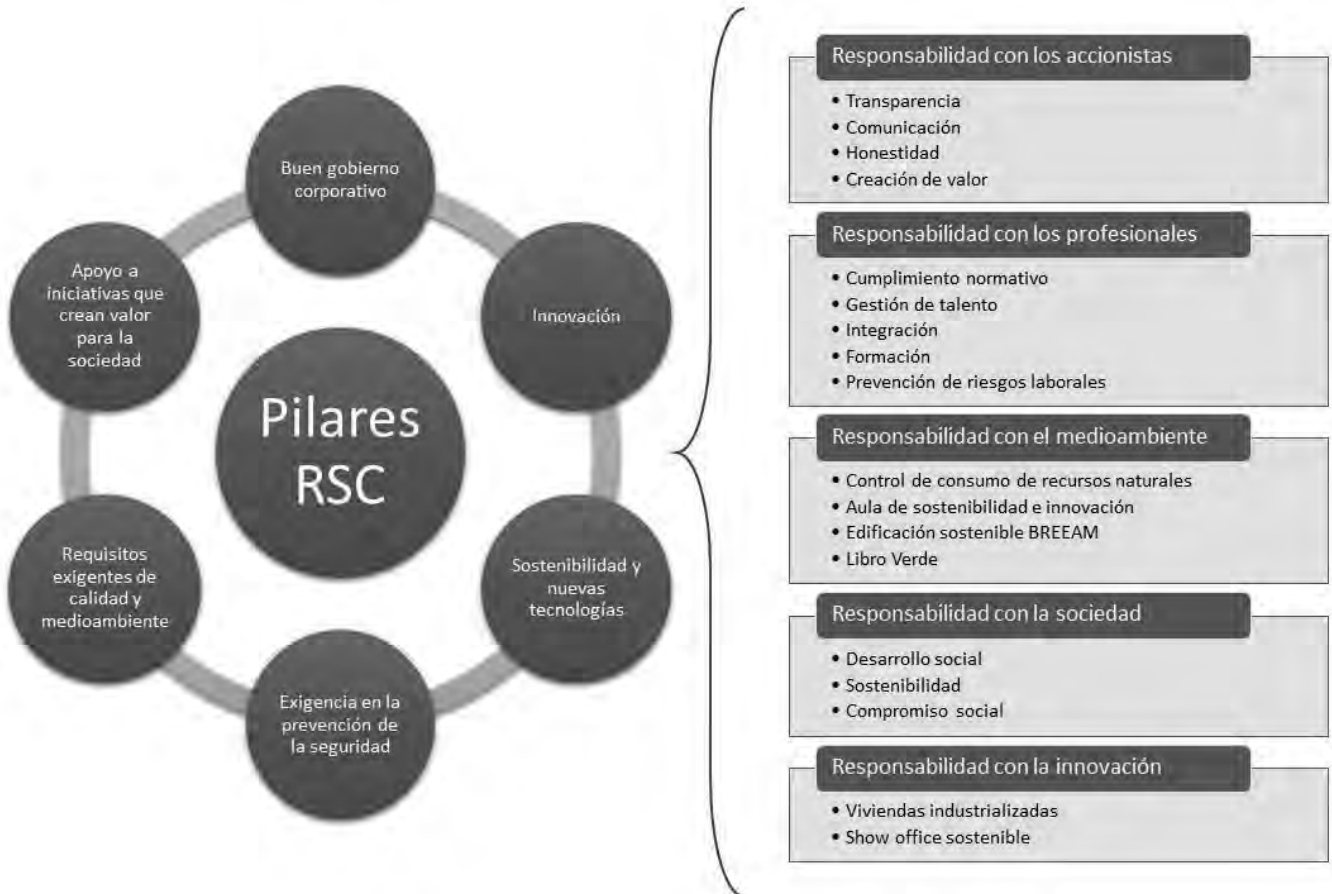 Buen gobierno
corporativo
Innovación
Sostenibilidad y
nuevas
tecnologías
Exigencia en la
prevención de
la seguridad
Requisitos
exigentes de
calidad y
medioambiente
Apoyo a
iniciativas que
crean valor
para la
sociedad
Pilares
RSC
Responsabilidad con los accionistas
• Transparencia
• Comunicación
• Honestidad
• Creación de valor
Responsabilidad con los profesionales
• Cumplimiento normativo
• Gestión de talento
• Integración
• Formación
• Prevención de riesgos laborales
Responsabilidad con el medioambiente
• Control de consumo de recursos naturales
• Aula de sostenibilidad e innovación
• Edificación sostenible BREEAM
• Libro Verde
Responsabilidad con la sociedad
• Desarrollo social
• Sostenibilidad
• Compromiso social
Responsabilidad con la innovación
• Viviendas industrializadas
• Show office sostenible